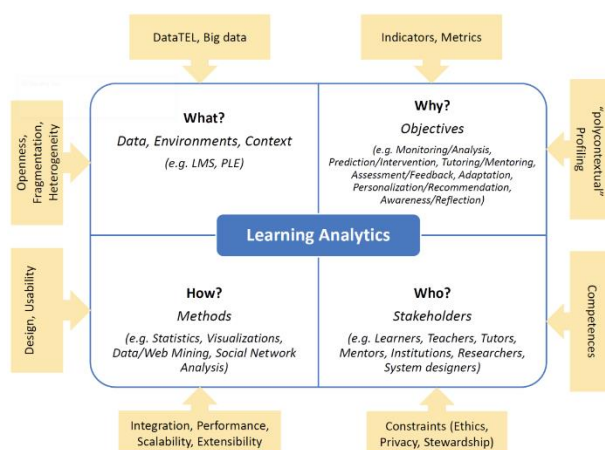 DataTEL, Big data
Indicators, Metrics
Openness,
Fragmentation,
Heterogeneity
What?
Data, Environments, Context
(e.g. LMS, PLE)
Why?
Objectives
(e.g. Monitoring/Analysis,
Prediction/Intervention, Tutoring/Mentoring,
Assessment/Feedback, Adaptation,
Personalization/Recommendation,
Awareness/Reflection)
"polycontextual"
Profiling
Learning Analytics
Design, Usability
How?
Methods
(e.g. Statistics, Visualizations,
Data/Web Mining, Social Network
Analysis)
Who?
Stakeholders
(e.g. Learners, Teachers, Tutors,
Mentors, Institutions, Researchers,
System designers)
Competences
Integration, Performance,
Scalability, Extensibility
Constraints (Ethics,
Privacy, Stewardship)